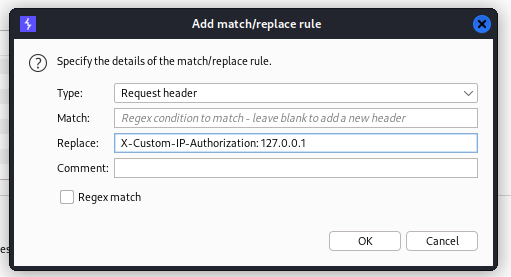 Add match/replace rule
Specify the details of the match/replace rule.
Type: Request header
Match: Regex condition to match - leave blank to add a new header
Replace: X-Custom-IP-Authorization: 127.0.0.1
Comment:
Regex match
OK Cancel